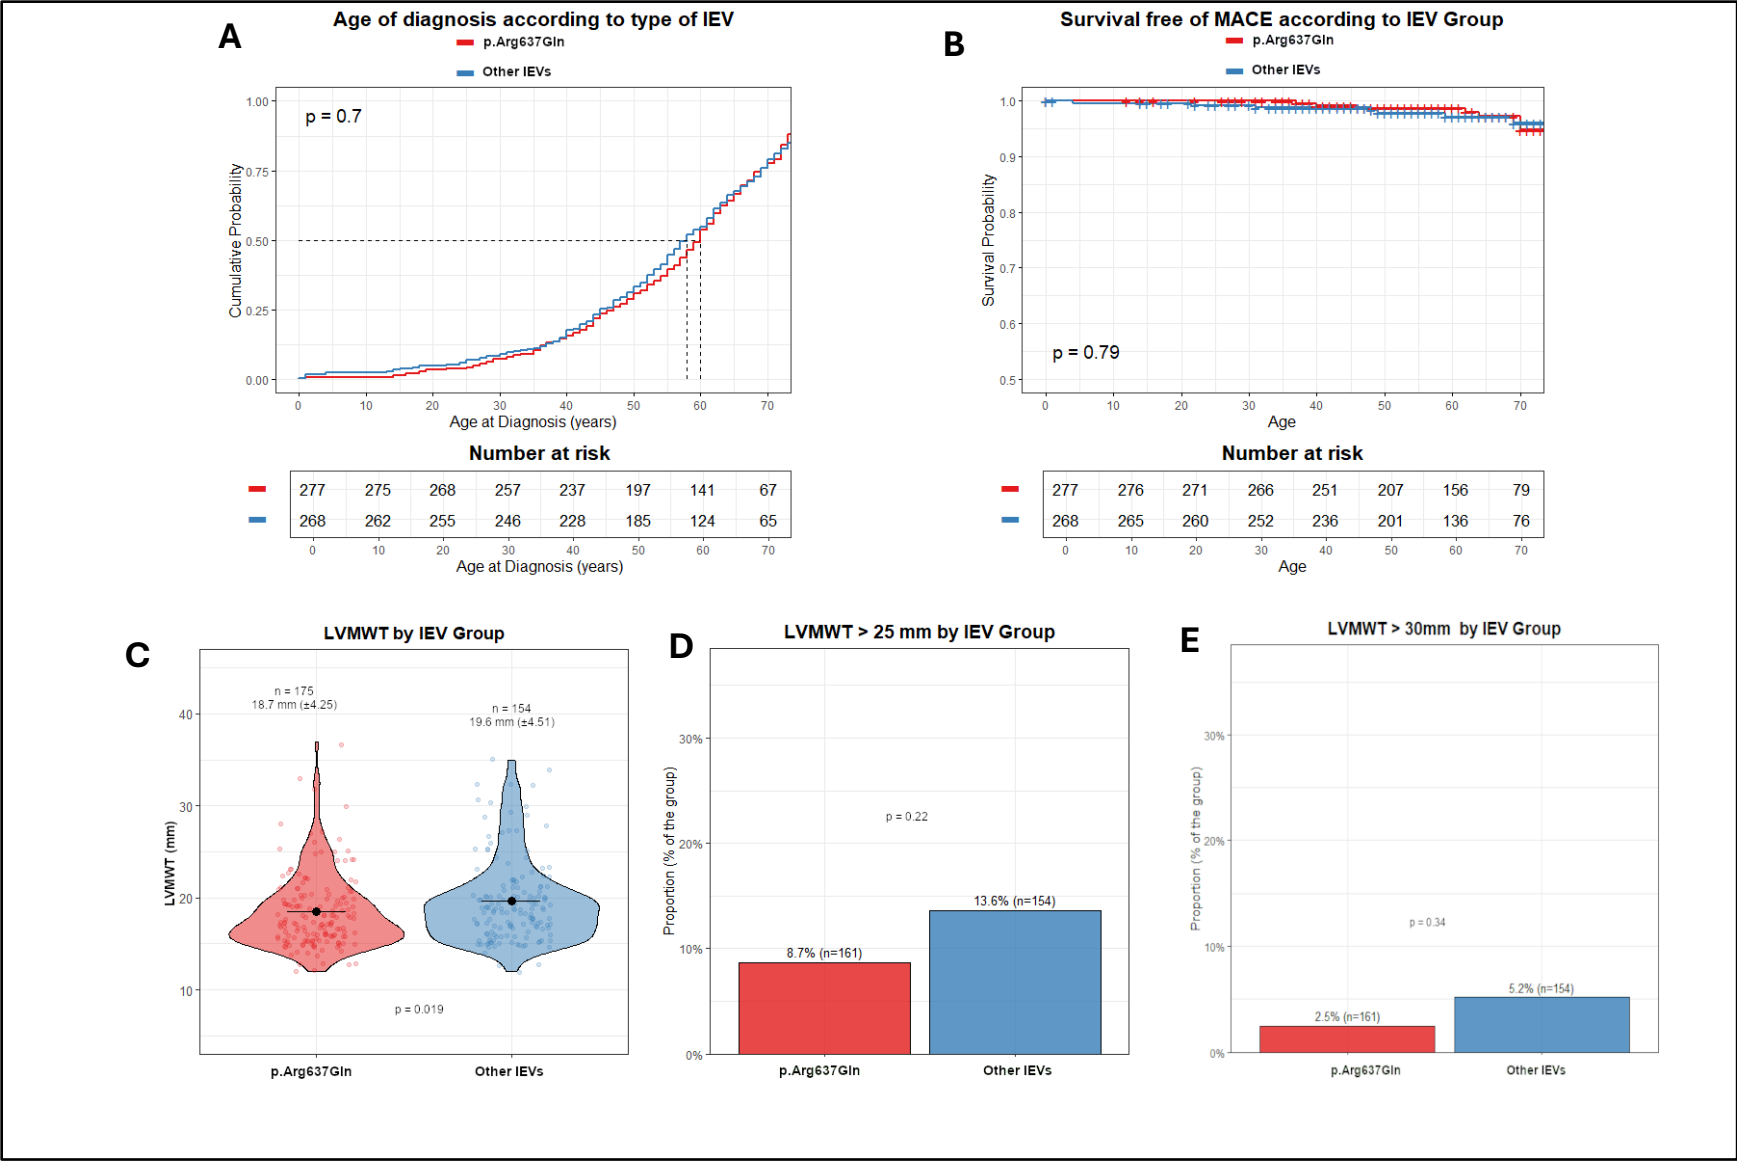 A
Age of diagnosis according to type of IEV
p.Arg637Gln
Other IEVs
p = 0.7
1.00
0.75
0.50
0.25
0.00
Cumulative Probability
0 10 20 30 40 50 60 70
Age at Diagnosis (years)
Number at risk
277 275 268 257 237 197 141 67
268 262 255 246 228 185 124 65
0 10 20 30 40 50 60 70
Age at Diagnosis (years)
B
Survival free of MACE according to IEV Group
p.Arg637Gln
Other IEVs
1.0
0.9
0.8
0.7
0.6
0.5
Survival Probability
p = 0.79
0 10 20 30 40 50 60 70
Age
Number at risk
277 276 271 266 251 207 156 79
268 265 260 252 236 201 136 76
0 10 20 30 40 50 60 70
Age
C
LVMWT by IEV Group
n = 175
18.7 mm (±4.25)
n = 154
19.6 mm (±4.51)
40
30
20
10
LVMWT (mm)
p = 0.019
p.Arg637Gln
Other IEVs
D
LVMWT > 25 mm by IEV Group
30%
20%
10%
0%
Proportion (% of the group)
p = 0.22
8.7% (n=161)
13.6% (n=154)
p.Arg637Gln
Other IEVs
E
LVMWT > 30mm by IEV Group
30%
20%
10%
0%
Proportion (% of the group)
p = 0.34
2.5% (n=161)
5.2% (n=154)
p.Arg637Gln
Other IEVs